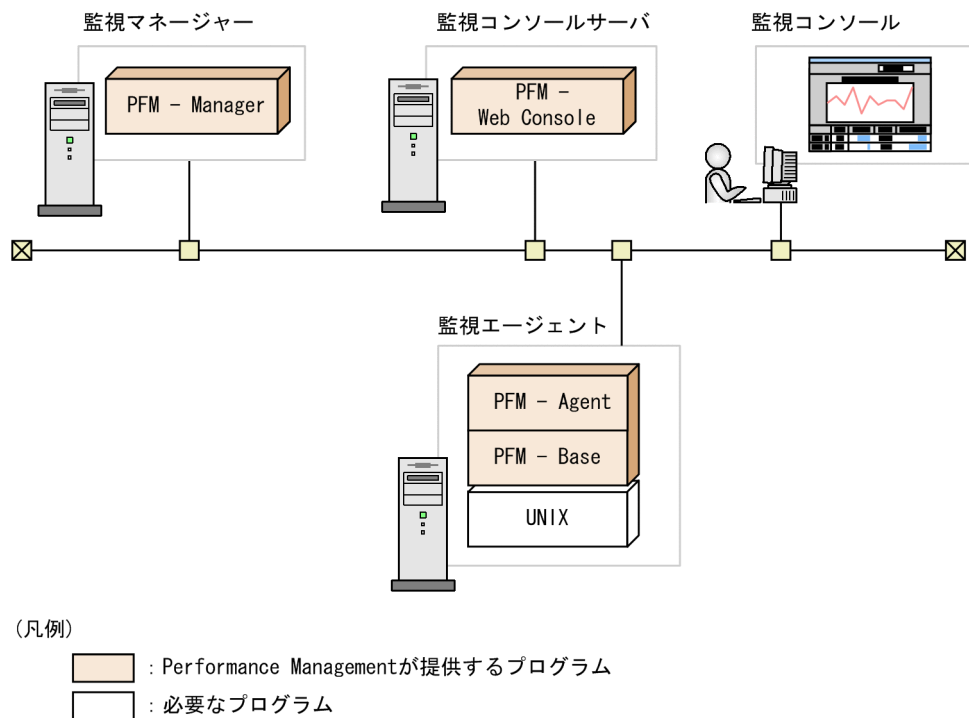 監視マネージャー
監視コンソールサーバ
監視コンソール
PFM − Manager
PFM −
Web Console
監視エージェント
PFM − Agent
PFM − Base
UNIX
(凡例)
：Performance Managementが提供するプログラム
：必要なプログラム